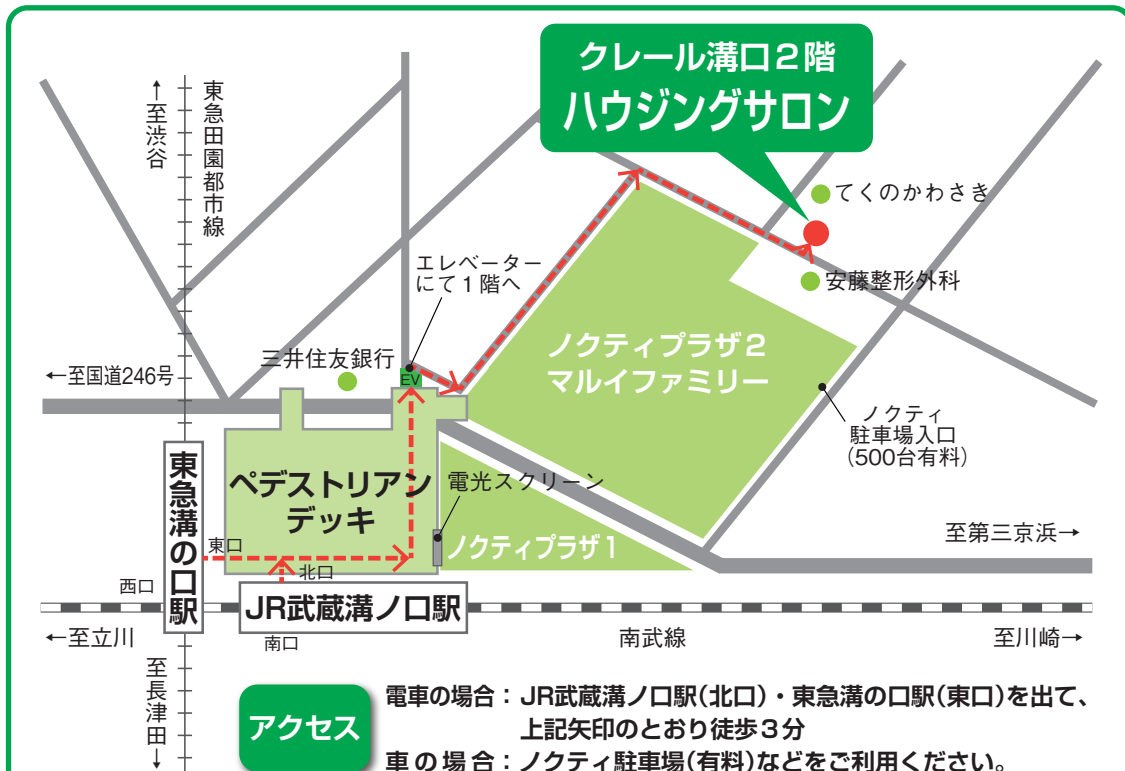 クレール溝口2階
ハウジングサロン
←至渋谷
東急田園都市線
てくのかわさき
安藤整形外科
エレベーター
にて1階へ
三井住友銀行
EV
←至国道246号
ノクティプラザ2
マルイファミリー
ノクティ
駐車場入口
(500台有料)
ペデストリアン
デッキ
電光スクリーン
ノクティプラザ1
至第三京浜→
東急溝の口駅
東口
西口
北口
JR武蔵溝ノ口駅
南口
←至立川
南武線
至川崎→
至長津田→
アクセス
電車の場合：JR武蔵溝ノ口駅(北口)・東急溝の口駅(東口)を出て、
上記矢印のとおり徒歩3分
車の場合：ノクティ駐車場(有料)などをご利用ください。